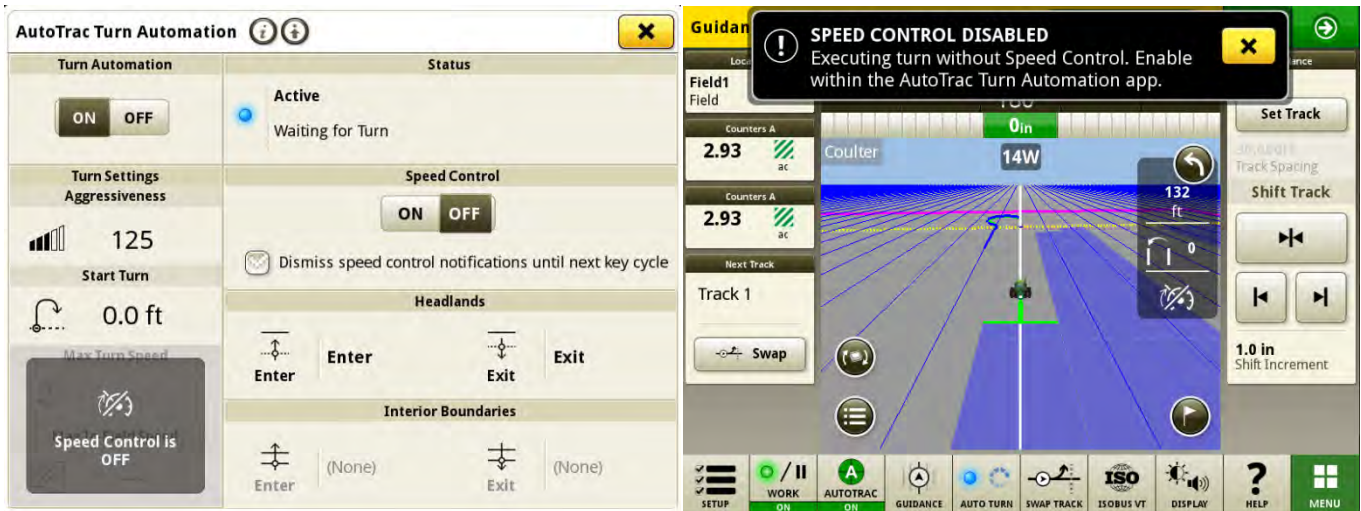 AutoTrac Turn Automation
Turn Automation
ON
OFF
Turn Settings
Aggressiveness
125
Start Turn
0.0 ft
Max Turn Speed
Speed Control is
OFF
Status
Active
Waiting for Turn
Speed Control
ON
OFF
Dismiss speed control notifications until next key cycle
Headlands
Enter
Enter
Exit
Exit
Interior Boundaries
Enter
(None)
Exit
(None)
Guidan
SPEED CONTROL DISABLED
Executing turn without Speed Control. Enable
within the AutoTrac Turn Automation app.
Field1
Field
Counters A
2.93
ac
Counters A
2.93
ac
Next Track
Track 1
Swap
0in
Coulter
14W
132
ft
0
Set Track
Track Spacing
Shift Track
1.0 in
Shift Increment
SETUP
WORK
ON
A
AUTOTRAC
ON
GUIDANCE
AUTO TURN
SWAP TRACK
ISO
ISOBUS VT
DISPLAY
?
HELP
MENU